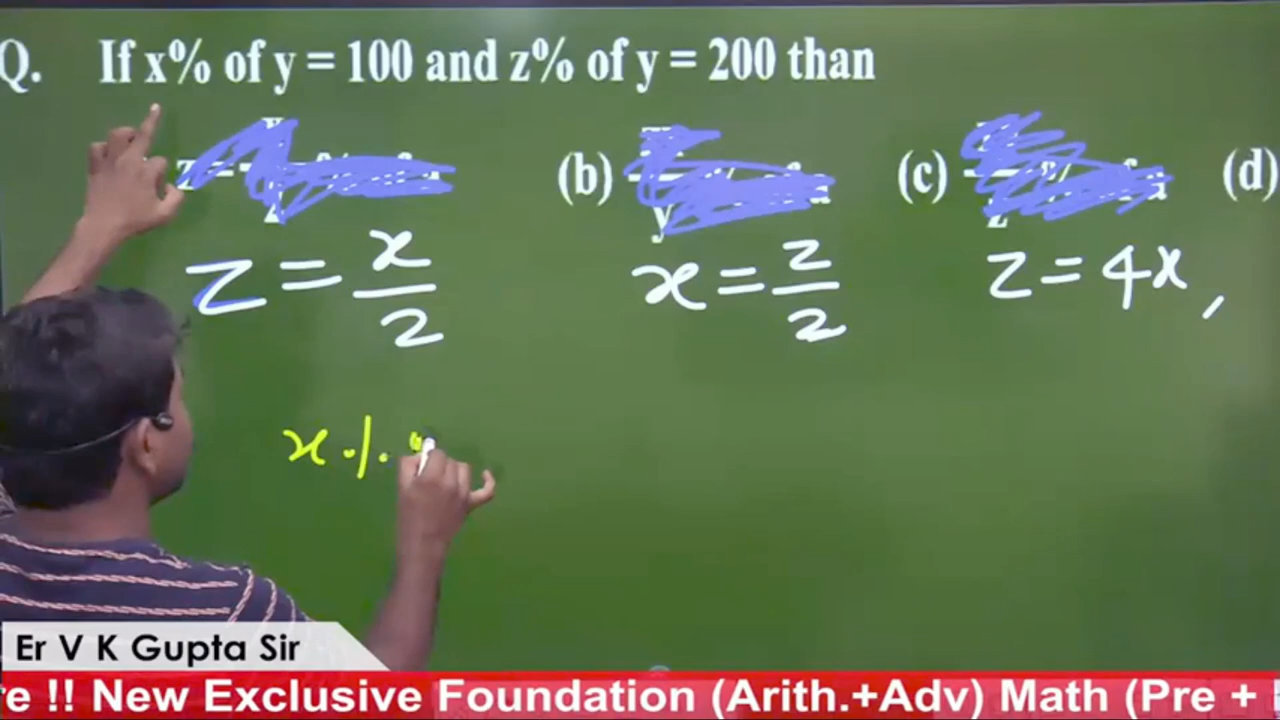 Q. If x% of y = 100 and z% of y = 200 than
(b) (c) (d)
z = x/2 x = z/2 z = 4x,
x %
Er V K Gupta Sir
e !! New Exclusive Foundation (Arith.+Adv) Math (Pre +